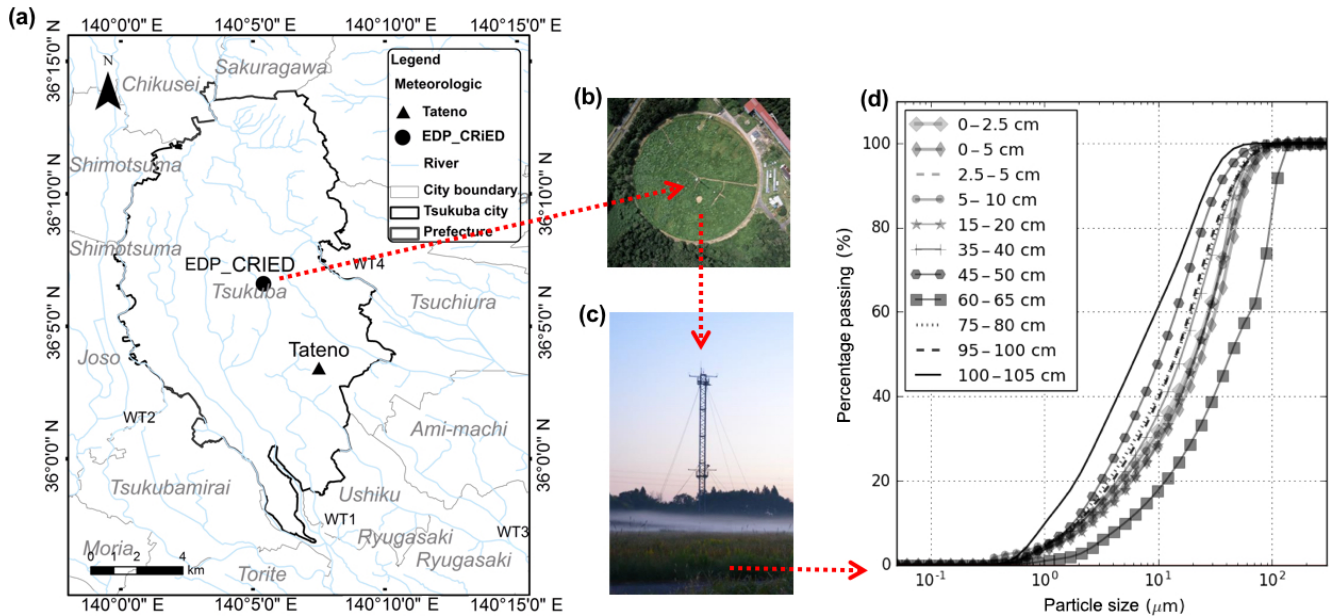 (a)
140°0'0" E
140°5'0" E
140°10'0" E
140°15'0" E
36°15'0" N
36°10'0" N
36°5'0" N
36°0'0" N
N
Chikusei
Sakuragawa
Shimotsuma
Shimotsuma
EDP_CRIED
Tsukuba
WT4
Tsuchiura
Tateno
Joso
WT2
Ami-machi
Tsukubamirai
Ushiku
WT1
Ryugasaki
WT3
Ryugasaki
Moria
Torite
0 1 2 4
km
Legend
Meteorologic
Tateno
EDP_CRiED
River
City boundary
Tsukuba city
Prefecture
a
36°15'0" N
36°10'0" N
36°5'0" N
36°0'0" N
140°0'0" E
140°5'0" E
140°10'0" E
140°15'0" E
(b)
(c)
(d)
0–2.5 cm
0–5 cm
2.5–5 cm
5–10 cm
15–20 cm
35–40 cm
45–50 cm
60–65 cm
75–80 cm
95–100 cm
100–105 cm
Percentage passing (%)
100
80
60
40
20
0
10⁻¹
10⁰
10¹
10²
Particle size (μm)